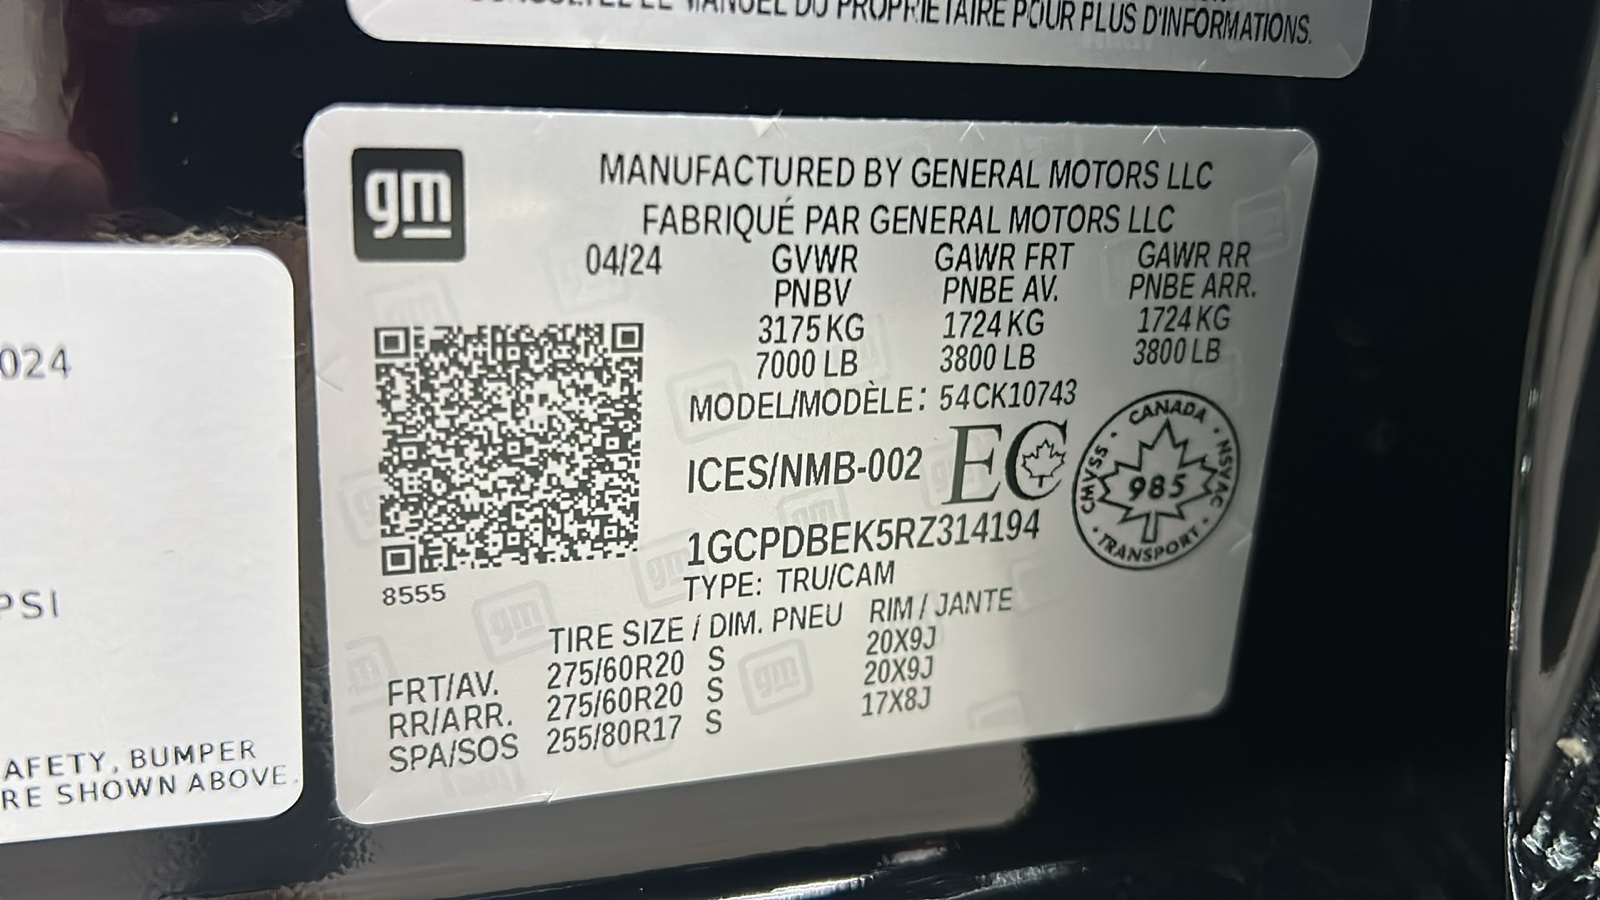 MANUEL DU PROPRIÉTAIRE POUR PLUS D'INFORMATIONS.
gm
MANUFACTURED BY GENERAL MOTORS LLC
FABRIQUÉ PAR GENERAL MOTORS LLC
04/24 GVWR GAWR FRT GAWR RR
PNBV PNBE AV. PNBE ARR.
3175 KG 1724 KG 1724 KG
7000 LB 3800 LB 3800 LB
MODEL/MODÈLE: 54CK10743
ICES/NMB-002 EC
CANADA
CMVSS • NSVAC
985
TRANSPORT
1GCPDBEK5RZ314194
8555
TYPE: TRU/CAM
TIRE SIZE / DIM. PNEU RIM / JANTE
FRT/AV. 275/60R20 S 20X9J
RR/ARR. 275/60R20 S 20X9J
SPA/SOS 255/80R17 S 17X8J
024
PSI
AFETY, BUMPER
RE SHOWN ABOVE.